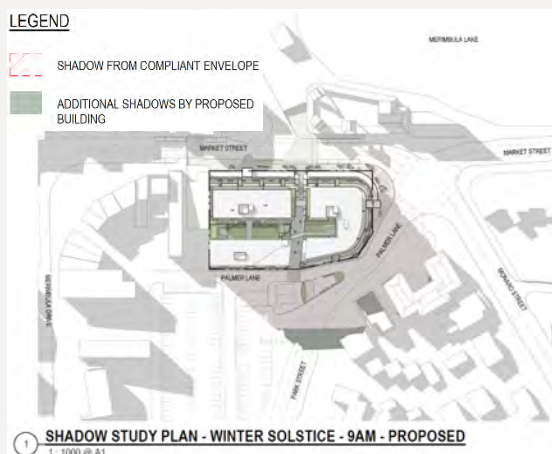 LEGEND
SHADOW FROM COMPLIANT ENVELOPE
ADDITIONAL SHADOWS BY PROPOSED
BUILDING
MERIMBULA LAKE
MARKET STREET
MARKET STREET
PALMER LANE
PALMER LANE
MONARO STREET
MERIMBULA DRIVE
PARK STREET
1 SHADOW STUDY PLAN - WINTER SOLSTICE - 9AM - PROPOSED
1 : 1000 @ A1